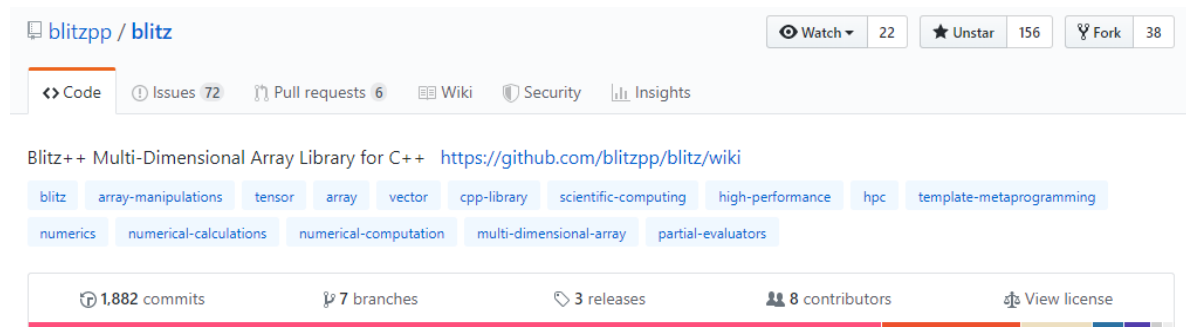 blitzpp / blitz Watch 22 Unstar 156 Fork 38
Code Issues 72 Pull requests 6 Wiki Security Insights
Blitz++ Multi-Dimensional Array Library for C++ https://github.com/blitzpp/blitz/wiki
blitz array-manipulations tensor array vector cpp-library scientific-computing high-performance hpc template-metaprogramming
numerics numerical-calculations numerical-computation multi-dimensional-array partial-evaluators
1,882 commits 7 branches 3 releases 8 contributors View license